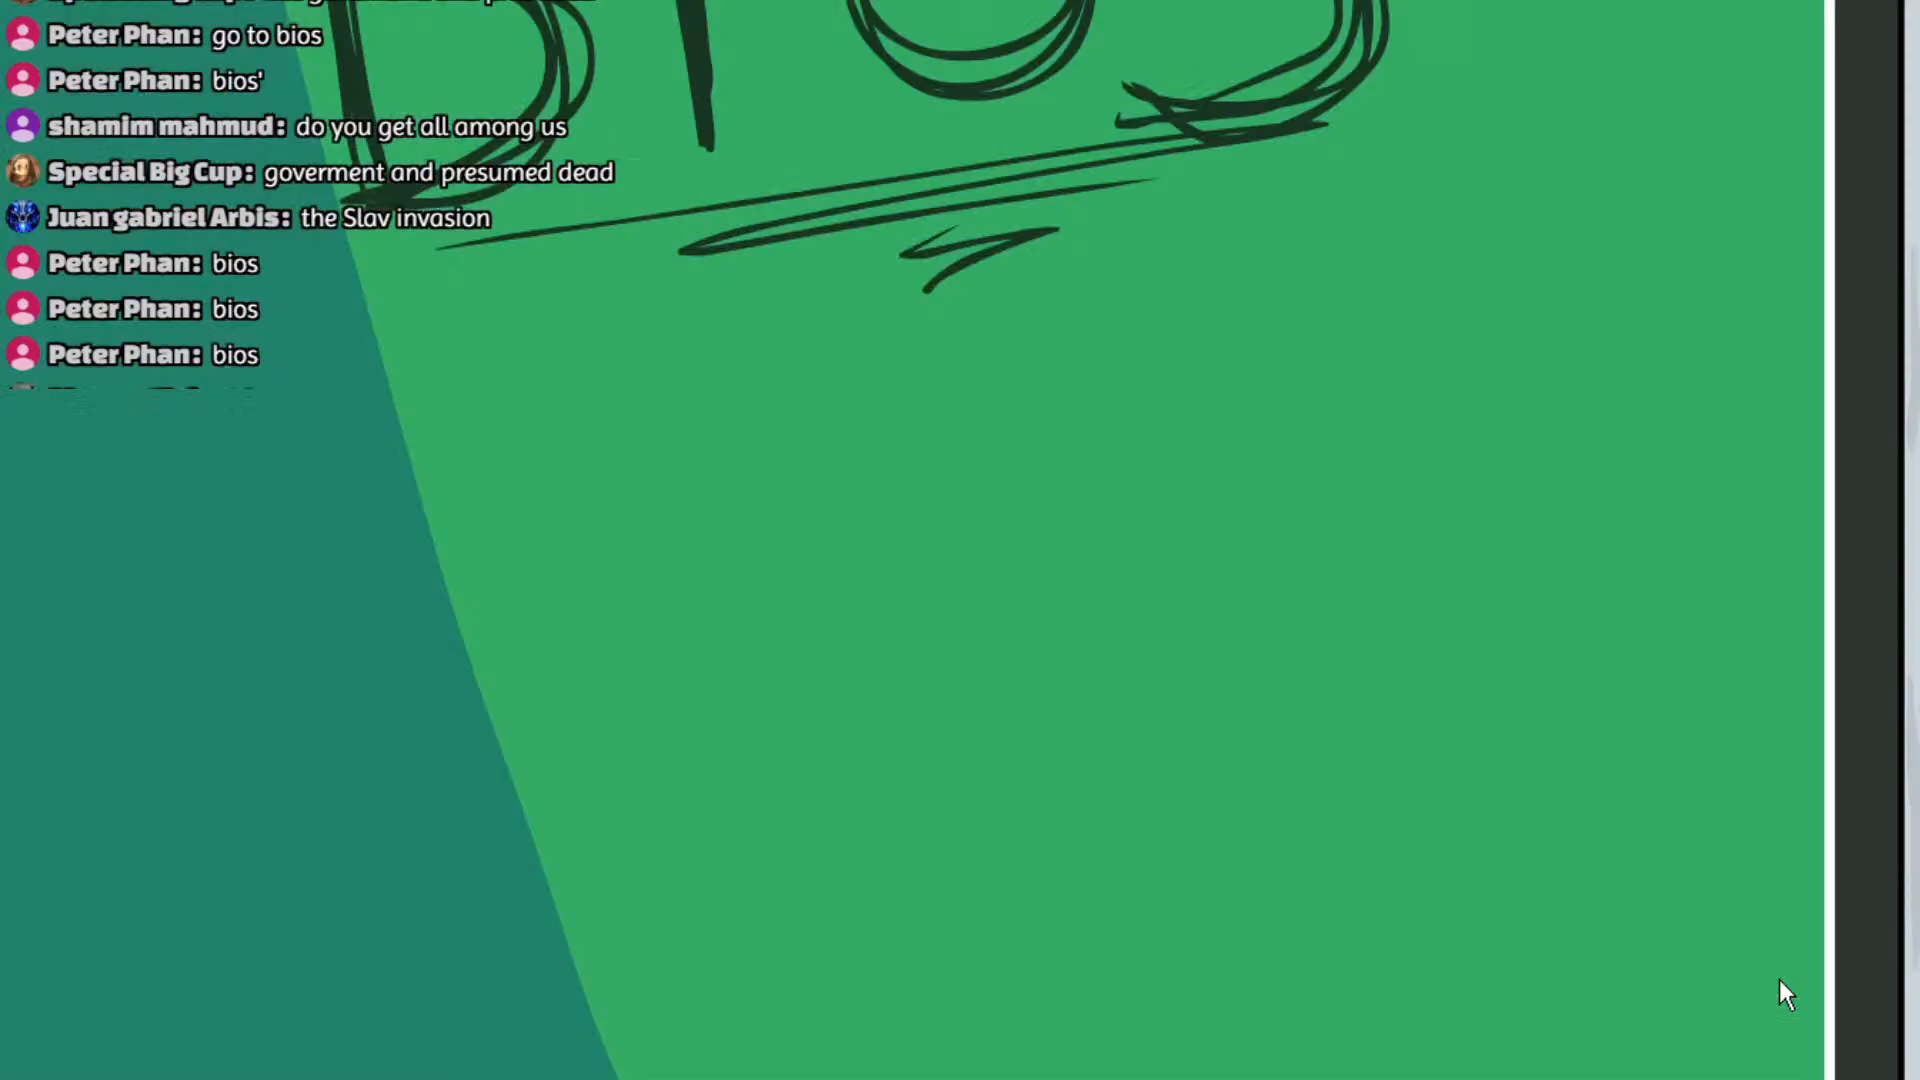 Peter Phan: go to bios
Peter Phan: bios'
shamim mahmud: do you get all among us
Special Big Cup: goverment and presumed dead
Juan gabriel Arbis: the Slav invasion
Peter Phan: bios
Peter Phan: bios
Peter Phan: bios
BIOS